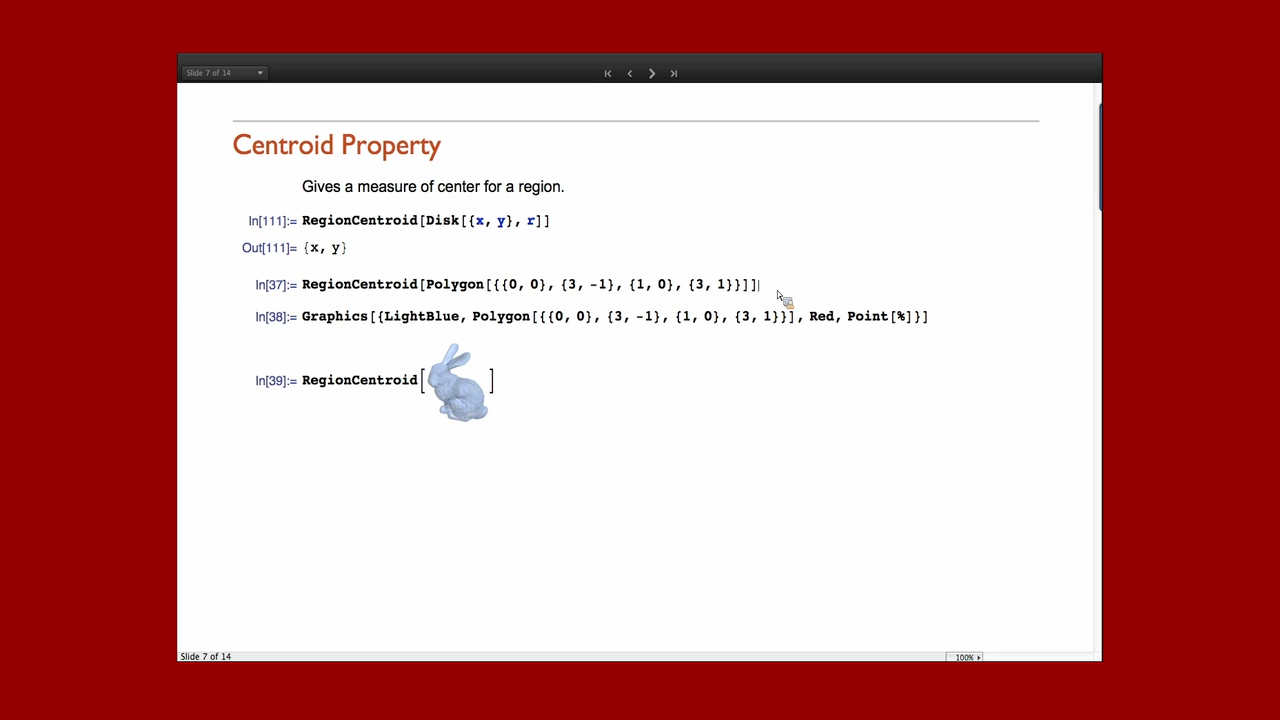 Slide 7 of 14
Centroid Property
Gives a measure of center for a region.
In[111]:= RegionCentroid[Disk[{x, y}, r]]
Out[111]= {x, y}
In[37]:= RegionCentroid[Polygon[{{0, 0}, {3, -1}, {1, 0}, {3, 1}}]]
In[38]:= Graphics[{LightBlue, Polygon[{{0, 0}, {3, -1}, {1, 0}, {3, 1}}], Red, Point[%]}]
In[39]:= RegionCentroid[ ]
Slide 7 of 14
100%